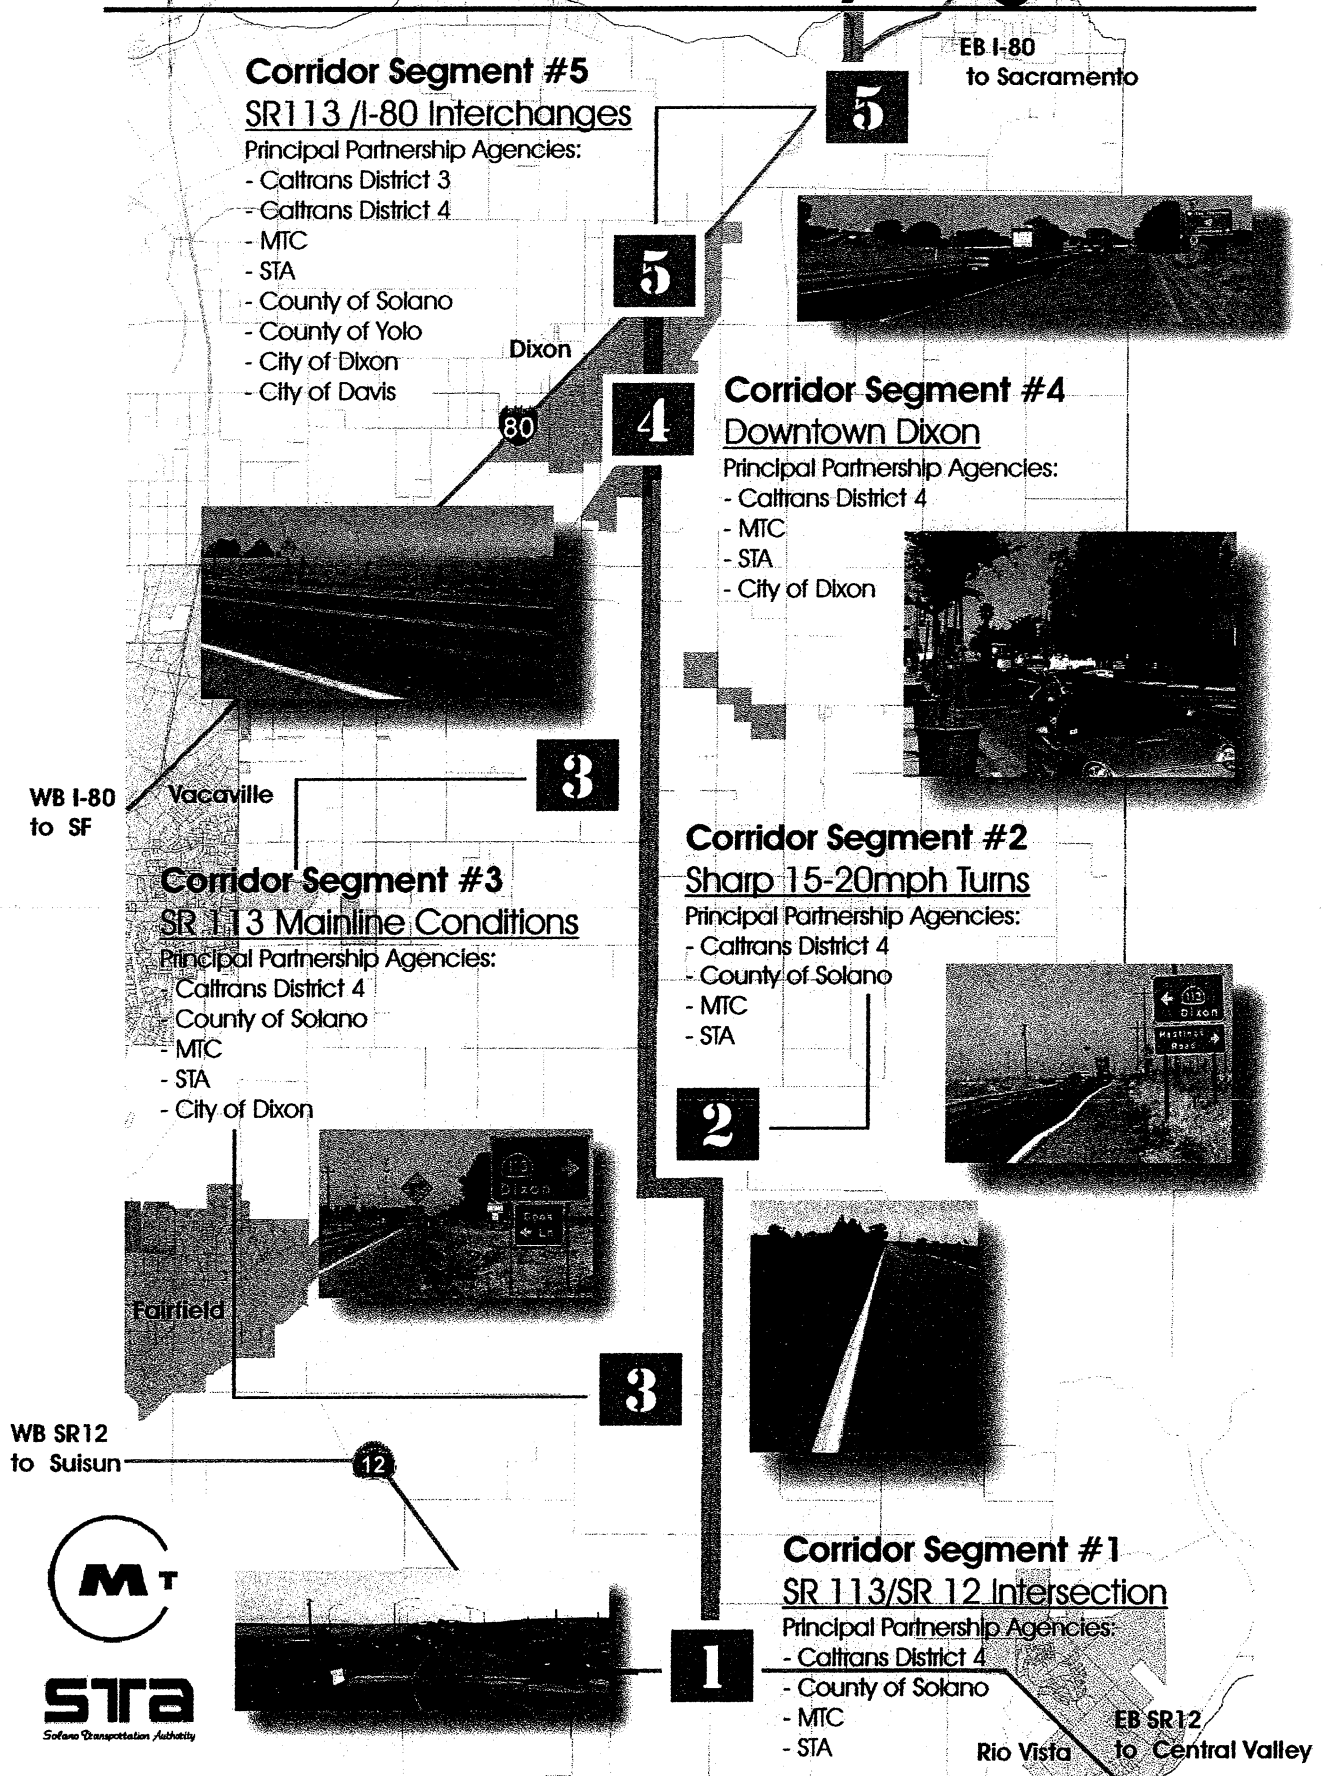 EB I-80
to Sacramento
Corridor Segment #5
SR113 /I-80 Interchanges
Principal Partnership Agencies:
- Caltrans District 3
- Caltrans District 4
- MTC
- STA
- County of Solano
- County of Yolo
- City of Dixon
- City of Davis
5
5
Dixon
80
4
Corridor Segment #4
Downtown Dixon
Principal Partnership Agencies:
- Caltrans District 4
- MTC
- STA
- City of Dixon
3
WB I-80
to SF
Vacaville
Corridor Segment #3
SR 113 Mainline Conditions
Principal Partnership Agencies:
- Caltrans District 4
- County of Solano
- MTC
- STA
- City of Dixon
Corridor Segment #2
Sharp 15-20mph Turns
Principal Partnership Agencies:
- Caltrans District 4
- County of Solano
- MTC
- STA
2
113
Dixon
Hastings
Road
113
Dixon
Cook
Ln
Fairfield
3
WB SR12
to Suisun
12
M T
STA
Solano Transportation Authority
1
Corridor Segment #1
SR 113/SR 12 Intersection
Principal Partnership Agencies:
- Caltrans District 4
- County of Solano
- MTC
- STA
Rio Vista
EB SR12
to Central Valley